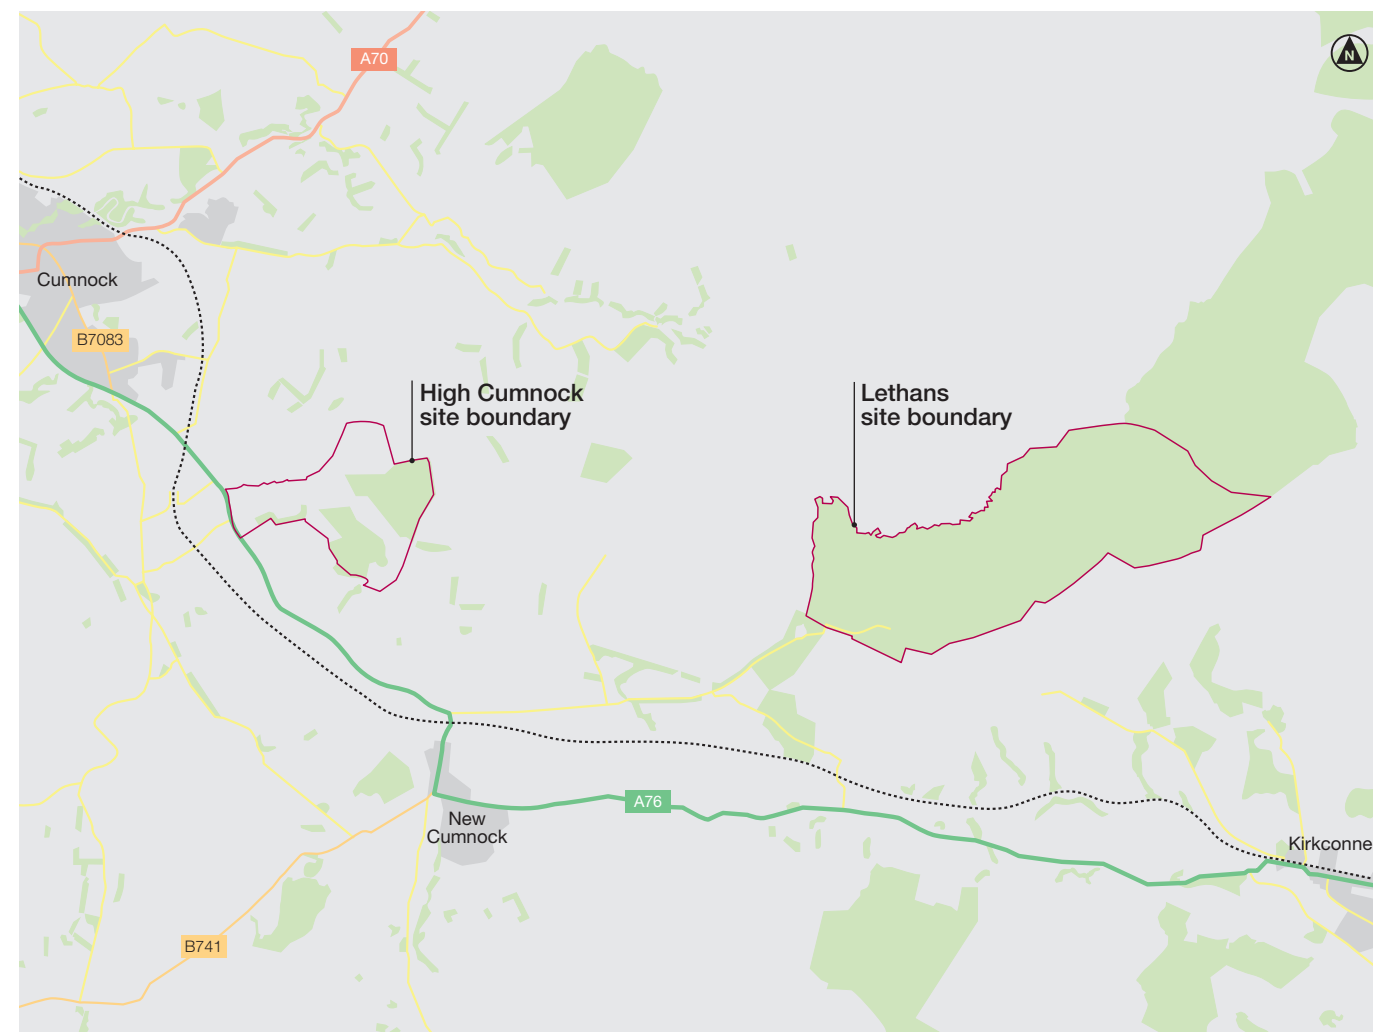 A70
N
Cumnock
B7083
High Cumnock
site boundary
Lethans
site boundary
A76
New
Cumnock
Kirkconne
B741